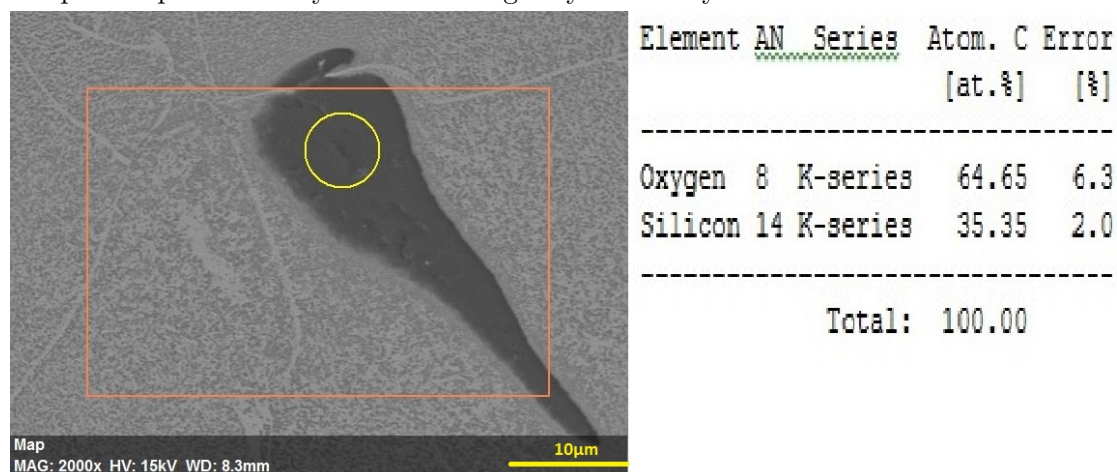 Element AN Series Atom. C Error
[at.%] [%]
----------------------------------------
Oxygen 8 K-series 64.65 6.3
Silicon 14 K-series 35.35 2.0
----------------------------------------
Total: 100.00
Map
10µm
MAG: 2000x HV: 15kV WD: 8.3mm